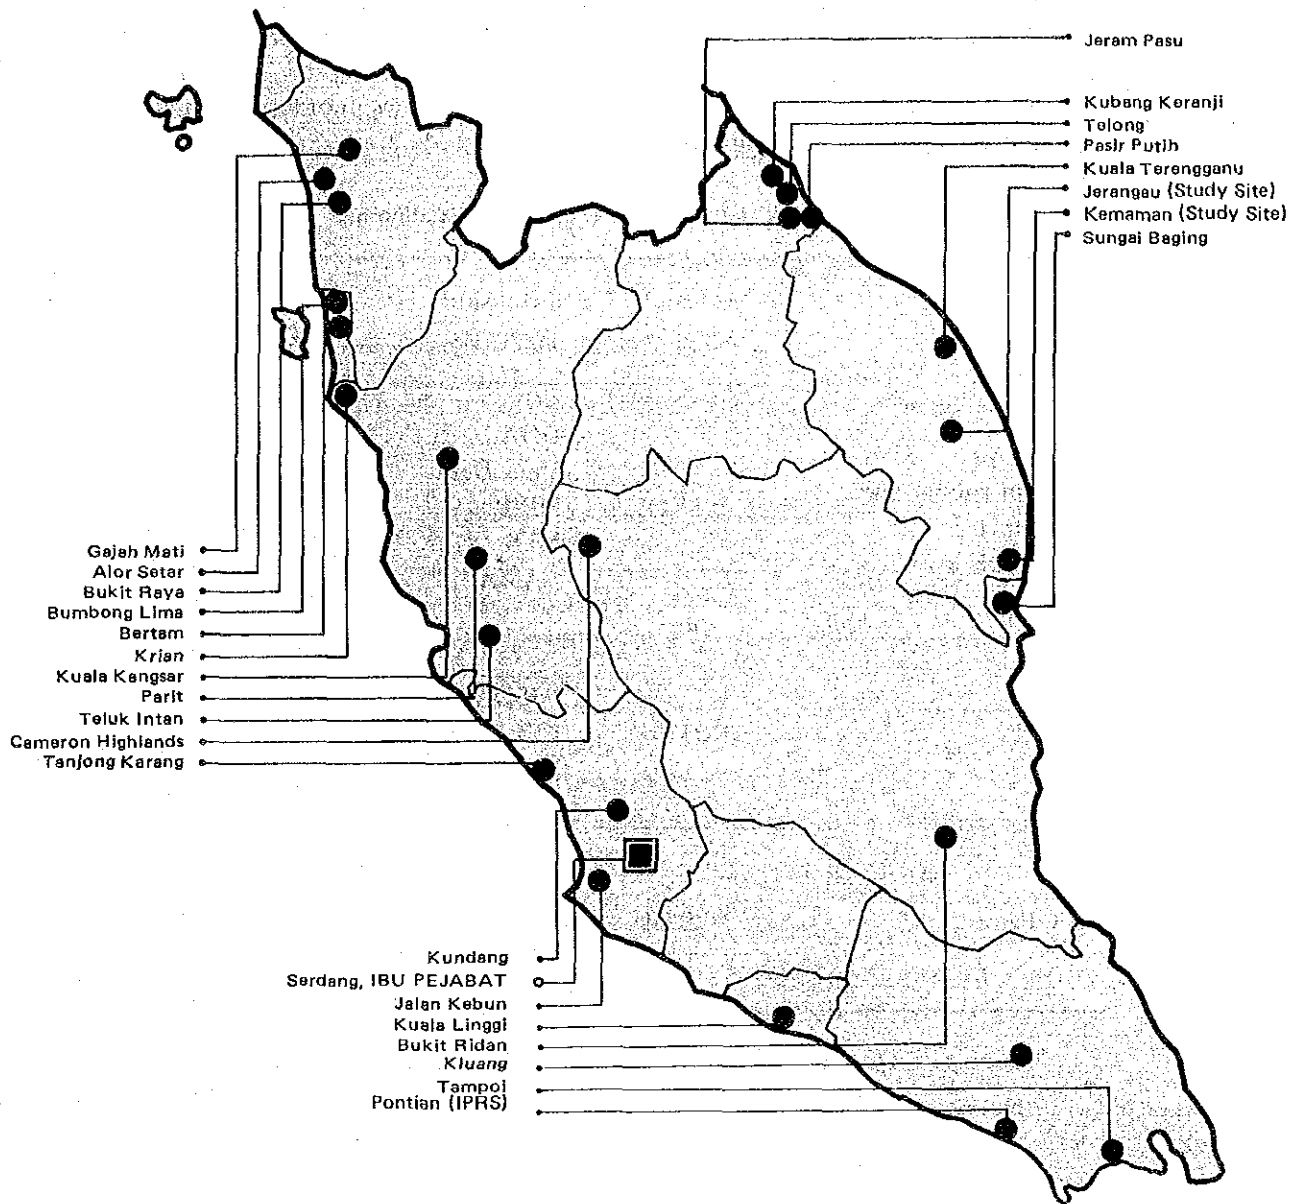 Jeram Pasu
Kubang Keranji
Telong
Pasir Putih
Kuala Terengganu
Jerangau (Study Site)
Kemaman (Study Site)
Sungai Baging
Gajah Mati
Alor Setar
Bukit Raya
Bumbong Lima
Bertam
Krian
Kuala Kangsar
Parit
Teluk Intan
Cameron Highlands
Tanjong Karang
Kundang
Serdang, IBU PEJABAT
Jalan Kebun
Kuala Linggi
Bukit Ridan
Kluang
Tampoi
Pontian (IPRS)